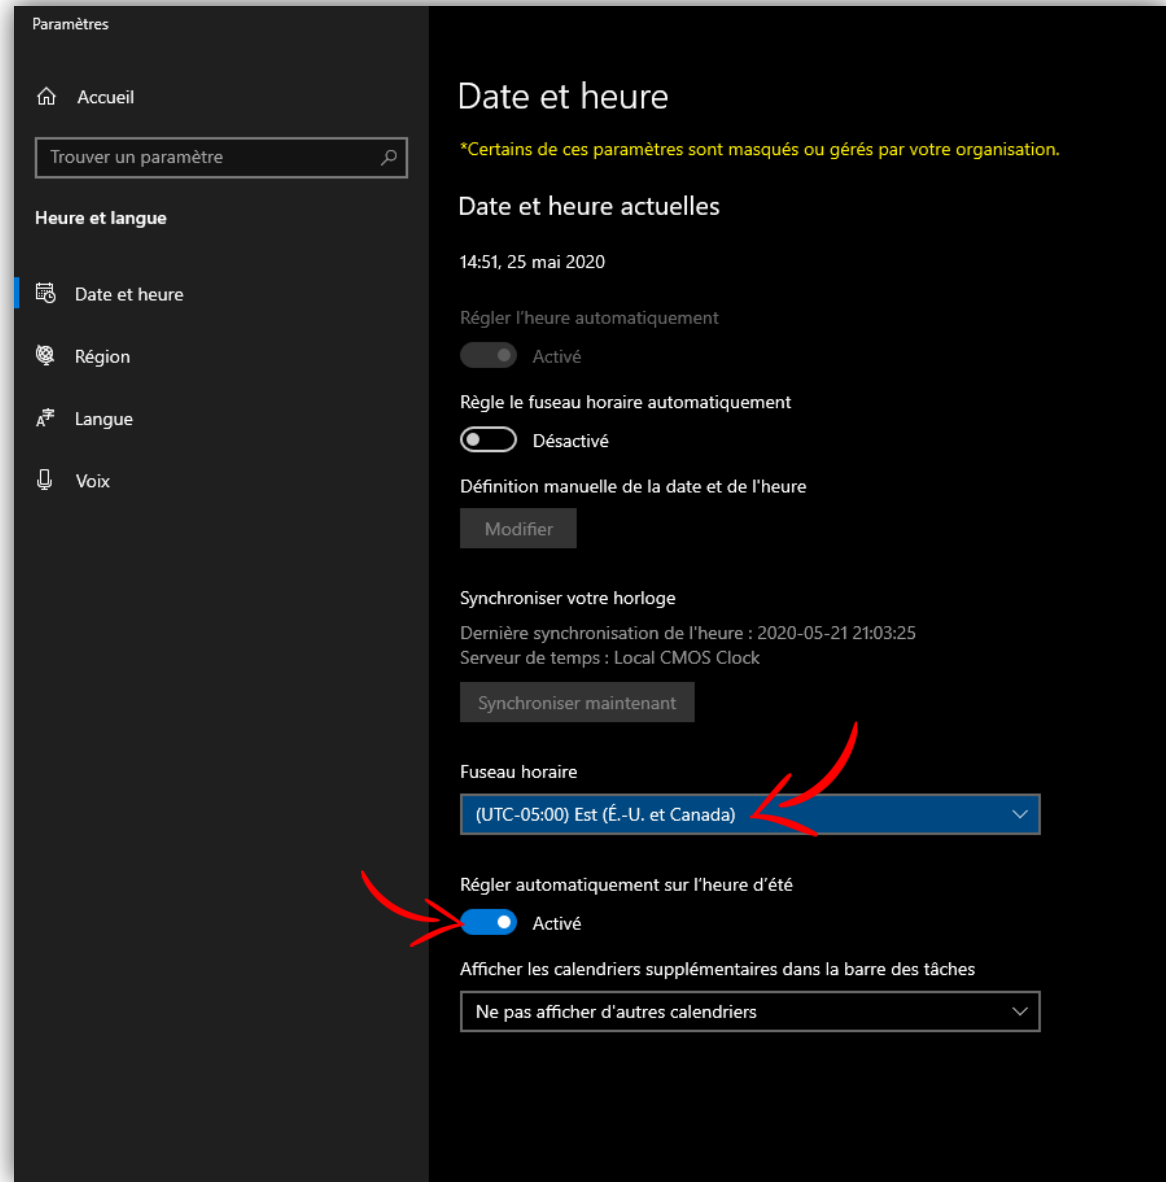 Paramètres
Accueil
Trouver un paramètre
Heure et langue
Date et heure
Région
Langue
Voix
Date et heure
*Certains de ces paramètres sont masqués ou gérés par votre organisation.
Date et heure actuelles
14:51, 25 mai 2020
Régler l’heure automatiquement
Activé
Règle le fuseau horaire automatiquement
Désactivé
Définition manuelle de la date et de l'heure
Modifier
Synchroniser votre horloge
Dernière synchronisation de l'heure : 2020-05-21 21:03:25
Serveur de temps : Local CMOS Clock
Synchroniser maintenant
Fuseau horaire
(UTC-05:00) Est (É.-U. et Canada)
Régler automatiquement sur l’heure d’été
Activé
Afficher les calendriers supplémentaires dans la barre des tâches
Ne pas afficher d'autres calendriers